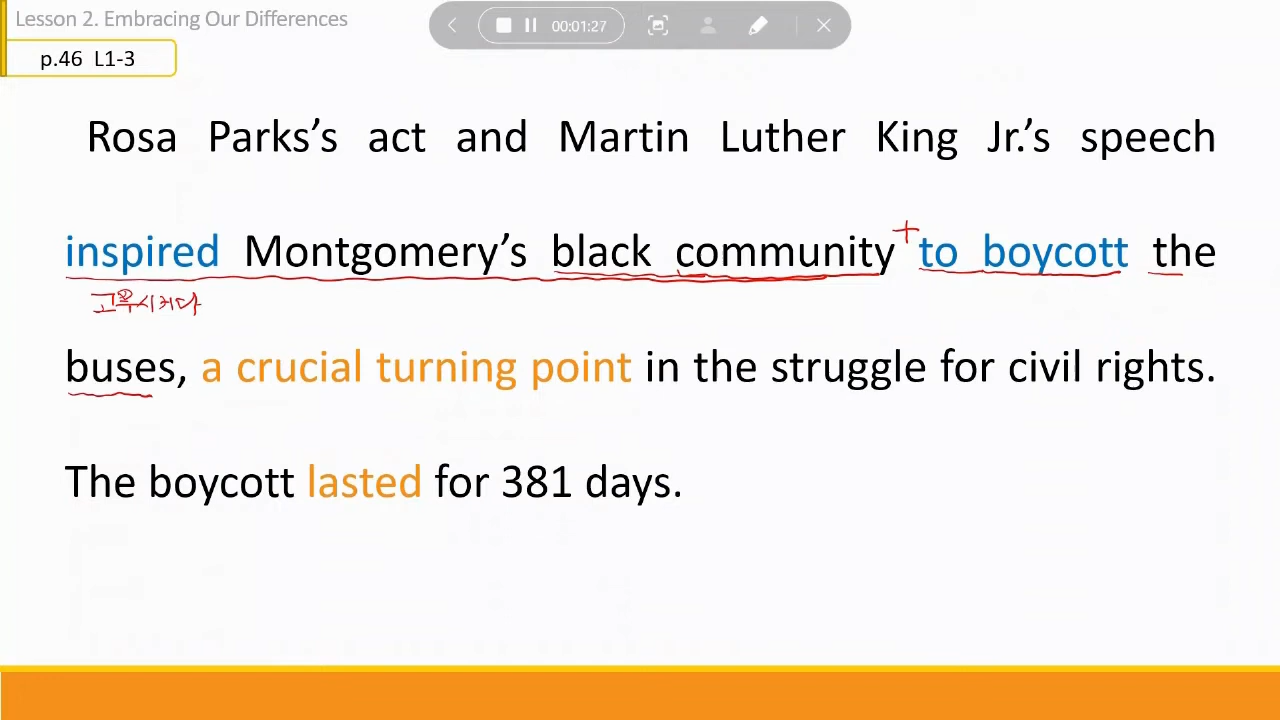 Lesson 2. Embracing Our Differences
00:01:27
p.46 L1-3
Rosa Parks’s act and Martin Luther King Jr.’s speech
inspired Montgomery’s black community + to boycott the
고무시키다
buses, a crucial turning point in the struggle for civil rights.
The boycott lasted for 381 days.